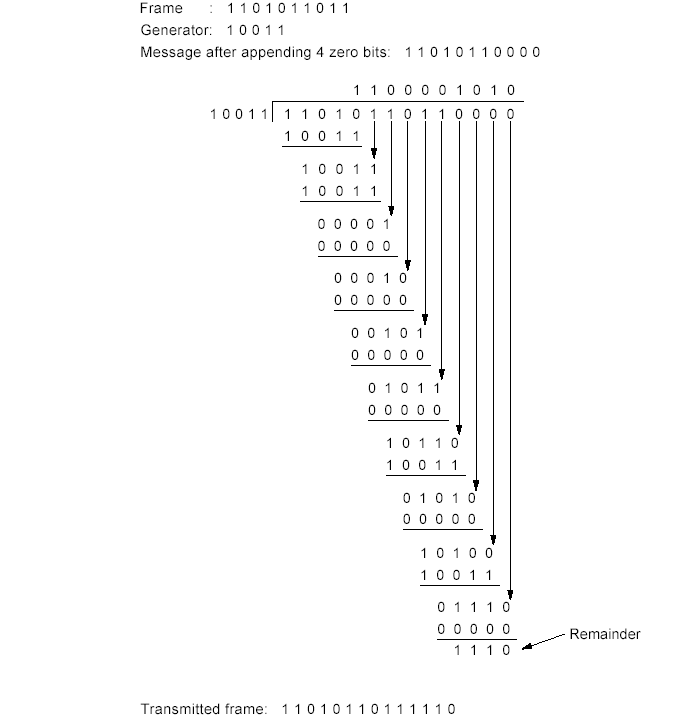 Frame : 1 1 0 1 0 1 1 0 1 1
Generator: 1 0 0 1 1
Message after appending 4 zero bits: 1 1 0 1 0 1 1 0 0 0 0
1 1 0 0 0 0 1 0 1 0
1 0 0 1 1 1 1 0 1 0 1 1 0 1 1 0 0 0 0
1 0 0 1 1
1 0 0 1 1
1 0 0 1 1
0 0 0 0 1
0 0 0 0 0
0 0 0 1 0
0 0 0 0 0
0 0 1 0 1
0 0 0 0 0
0 1 0 1 1
0 0 0 0 0
1 0 1 1 0
1 0 0 1 1
0 1 0 1 0
0 0 0 0 0
1 0 1 0 0
1 0 0 1 1
0 1 1 1 0
0 0 0 0 0
Remainder
1 1 1 0
Transmitted frame: 1 1 0 1 0 1 1 0 1 1 1 1 1 0